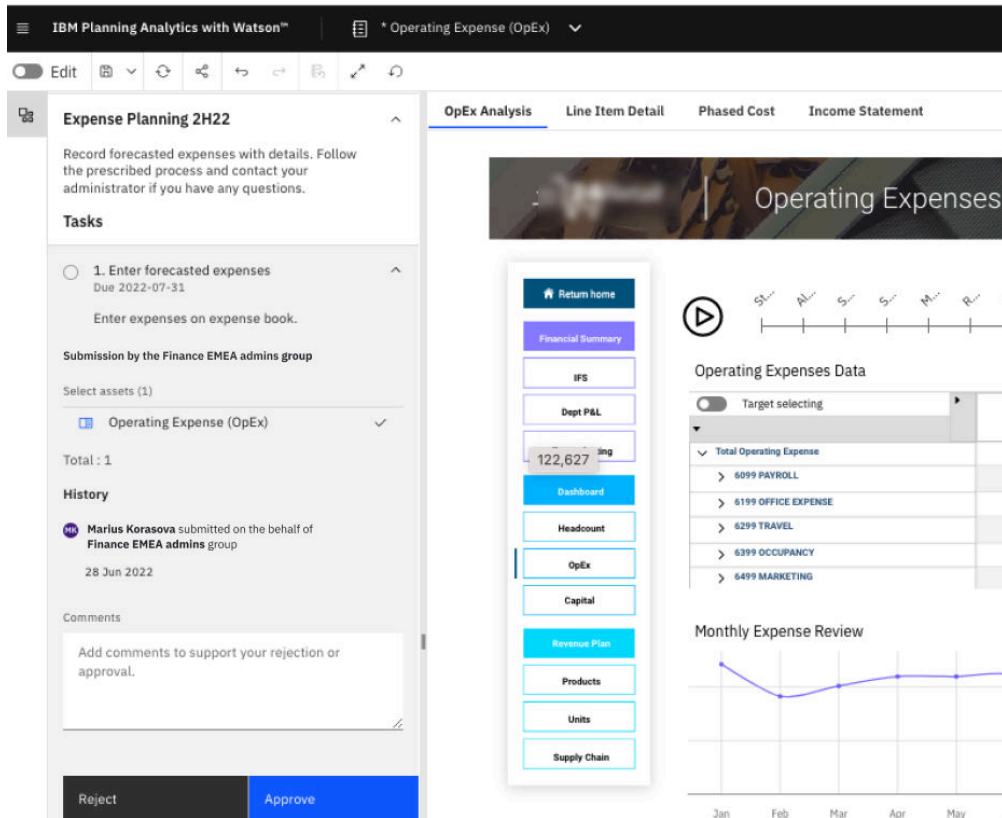 IBM Planning Analytics with Watson™
* Operating Expense (OpEx)
Edit
Expense Planning 2H22
Record forecasted expenses with details. Follow
the prescribed process and contact your
administrator if you have any questions.
Tasks
1. Enter forecasted expenses
Due 2022-07-31
Enter expenses on expense book.
Submission by the Finance EMEA admins group
Select assets (1)
Operating Expense (OpEx)
Total : 1
History
MK
Marius Korasova submitted on the behalf of
Finance EMEA admins group
28 Jun 2022
Comments
Add comments to support your rejection or
approval.
Reject
Approve
OpEx Analysis
Line Item Detail
Phased Cost
Income Statement
Operating Expenses
Return home
Financial Summary
IFS
Dept P&L
122,627
Dashboard
Headcount
OpEx
Capital
Revenue Plan
Products
Units
Supply Chain
St...
Al...
S...
S...
M...
R...
Operating Expenses Data
Target selecting
Total Operating Expense
6099 PAYROLL
6199 OFFICE EXPENSE
6299 TRAVEL
6399 OCCUPANCY
6499 MARKETING
Monthly Expense Review
Jan
Feb
Mar
Apr
May